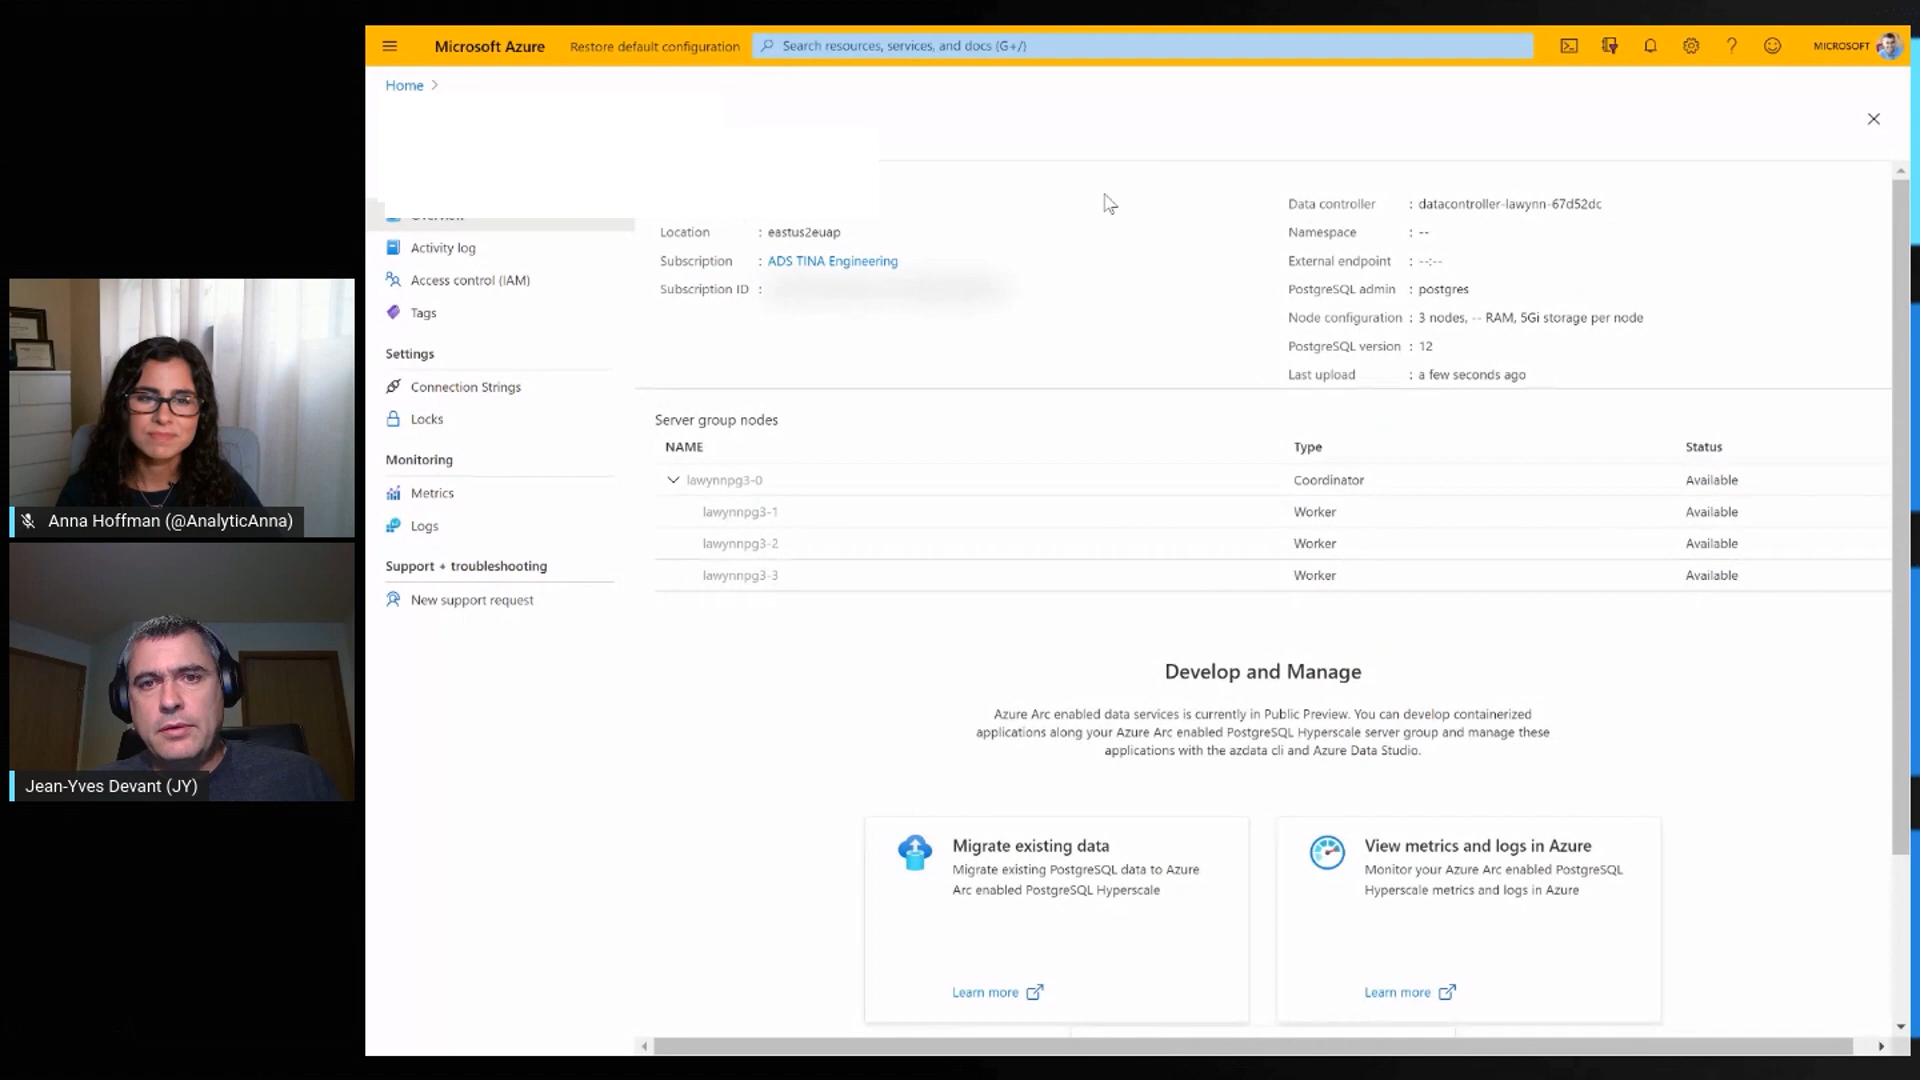 Microsoft Azure
Restore default configuration
Search resources, services, and docs (G+/)
MICROSOFT
Home
Overview
Activity log
Access control (IAM)
Tags
Settings
Connection Strings
Locks
Monitoring
Metrics
Logs
Support + troubleshooting
New support request
Location : eastus2euap
Subscription : ADS TINA Engineering
Subscription ID :
Data controller : datacontroller-lawynn-67d52dc
Namespace : --
External endpoint : --:--
PostgreSQL admin : postgres
Node configuration : 3 nodes, -- RAM, 5Gi storage per node
PostgreSQL version : 12
Last upload : a few seconds ago
Server group nodes
NAME Type Status
lawynnpg3-0 Coordinator Available
lawynnpg3-1 Worker Available
lawynnpg3-2 Worker Available
lawynnpg3-3 Worker Available
Develop and Manage
Azure Arc enabled data services is currently in Public Preview. You can develop containerized
applications along your Azure Arc enabled PostgreSQL Hyperscale server group and manage these
applications with the azdata cli and Azure Data Studio.
Migrate existing data
Migrate existing PostgreSQL data to Azure
Arc enabled PostgreSQL Hyperscale
Learn more
View metrics and logs in Azure
Monitor your Azure Arc enabled PostgreSQL
Hyperscale metrics and logs in Azure
Learn more
Anna Hoffman (@AnalyticAnna)
Jean-Yves Devant (JY)